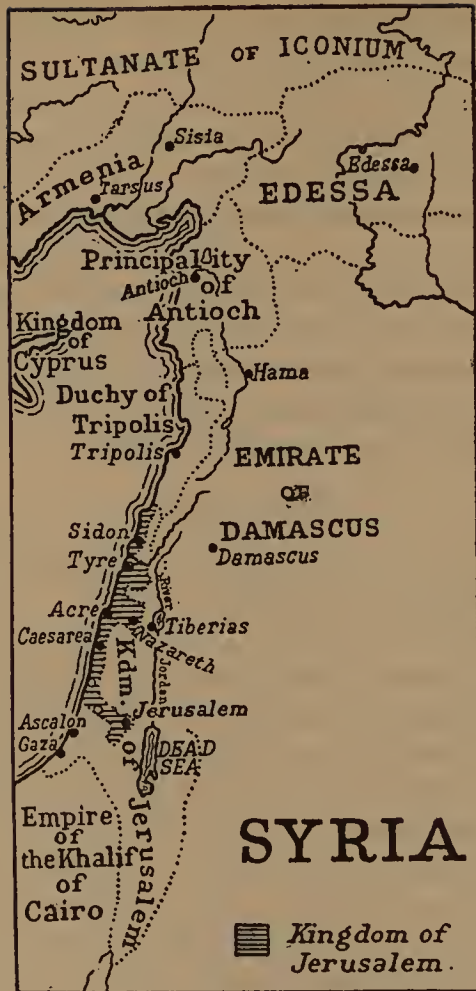 SULTANATE OF ICONIUM
Sisia
Armenia
Tarsus
Edessa
EDESSA
Principality
of
Antioch
Antioch
Kingdom
of
Cyprus
Hama
Duchy of
Tripolis
Tripolis
EMIRATE
OF
DAMASCUS
Damascus
Sidon
Tyre
River
Acre
Tiberias
Caesarea
Nazareth
Jordan
Kdm. of Jerusalem
Jerusalem
Ascalon
Gaza
DEAD
SEA
Empire
of
the Khalif
of
Cairo
SYRIA
Kingdom of
Jerusalem.